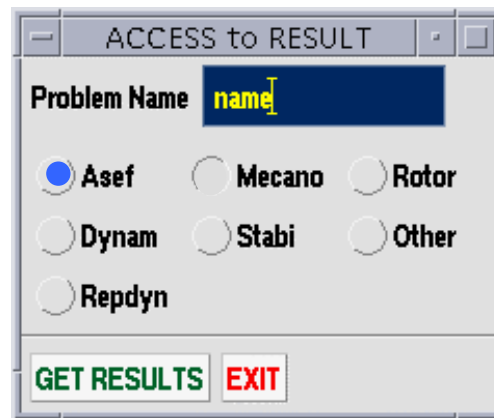 ACCESS to RESULT
Problem Name name
Asef Mecano Rotor
Dynam Stabi Other
Repdyn
GET RESULTS EXIT